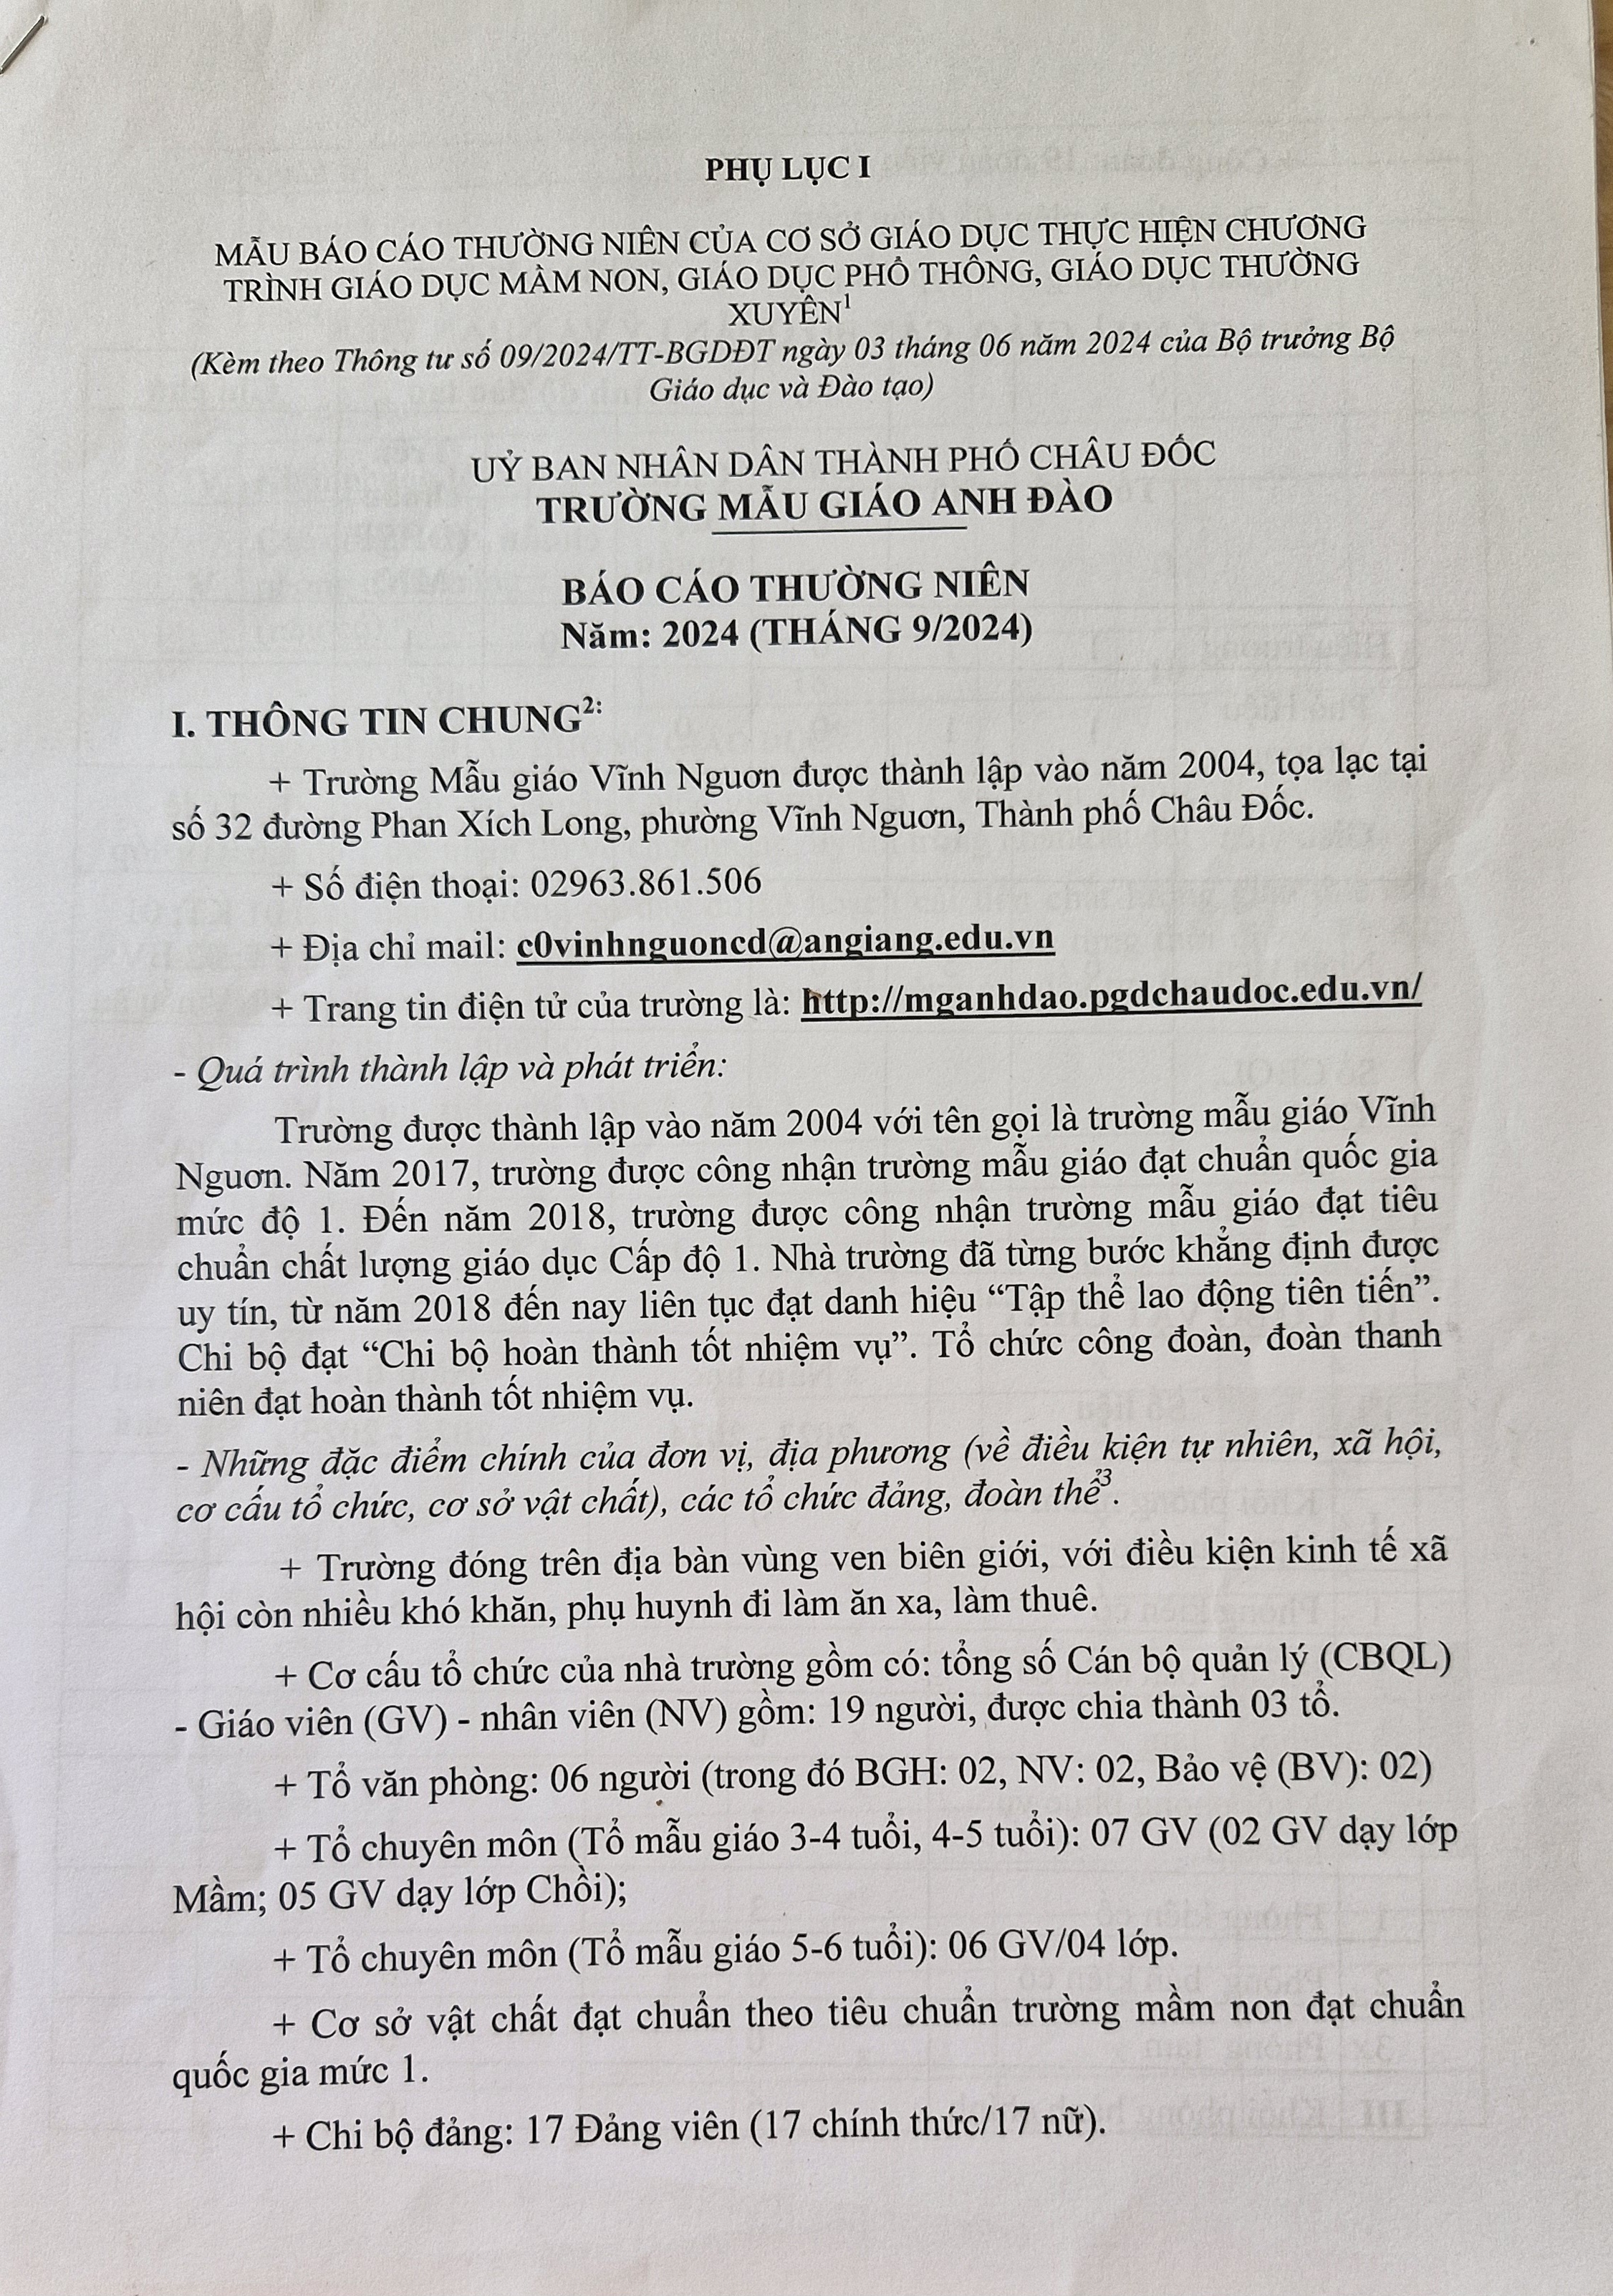 PHỤ LỤC I
MẪU BÁO CÁO THƯỜNG NIÊN CỦA CƠ SỞ GIÁO DỤC THỰC HIỆN CHƯƠNG
TRÌNH GIÁO DỤC MẦM NON, GIÁO DỤC PHỔ THÔNG, GIÁO DỤC THƯỜNG
XUYÊN¹
(Kèm theo Thông tư số 09/2024/TT-BGDĐT ngày 03 tháng 06 năm 2024 của Bộ trưởng Bộ
Giáo dục và Đào tạo)
UỶ BAN NHÂN DÂN THÀNH PHỐ CHÂU ĐỐC
TRƯỜNG MẪU GIÁO ANH ĐÀO
BÁO CÁO THƯỜNG NIÊN
Năm: 2024 (THÁNG 9/2024)
I. THÔNG TIN CHUNG²:
+ Trường Mẫu giáo Vĩnh Nguơn được thành lập vào năm 2004, tọa lạc tại
số 32 đường Phan Xích Long, phường Vĩnh Nguơn, Thành phố Châu Đốc.
+ Số điện thoại: 02963.861.506
+ Địa chỉ mail: c0vinhnguoncd@angiang.edu.vn
+ Trang tin điện tử của trường là: http://mganhdao.pgdchaudoc.edu.vn/
- Quá trình thành lập và phát triển:
Trường được thành lập vào năm 2004 với tên gọi là trường mẫu giáo Vĩnh
Nguơn. Năm 2017, trường được công nhận trường mẫu giáo đạt chuẩn quốc gia
mức độ 1. Đến năm 2018, trường được công nhận trường mẫu giáo đạt tiêu
chuẩn chất lượng giáo dục Cấp độ 1. Nhà trường đã từng bước khẳng định được
uy tín, từ năm 2018 đến nay liên tục đạt danh hiệu “Tập thể lao động tiên tiến”.
Chi bộ đạt “Chi bộ hoàn thành tốt nhiệm vụ”. Tổ chức công đoàn, đoàn thanh
niên đạt hoàn thành tốt nhiệm vụ.
- Những đặc điểm chính của đơn vị, địa phương (về điều kiện tự nhiên, xã hội,
cơ cấu tổ chức, cơ sở vật chất), các tổ chức đảng, đoàn thể³.
+ Trường đóng trên địa bàn vùng ven biên giới, với điều kiện kinh tế xã
hội còn nhiều khó khăn, phụ huynh đi làm ăn xa, làm thuê.
+ Cơ cấu tổ chức của nhà trường gồm có: tổng số Cán bộ quản lý (CBQL)
- Giáo viên (GV) - nhân viên (NV) gồm: 19 người, được chia thành 03 tổ.
+ Tổ văn phòng: 06 người (trong đó BGH: 02, NV: 02, Bảo vệ (BV): 02)
+ Tổ chuyên môn (Tổ mẫu giáo 3-4 tuổi, 4-5 tuổi): 07 GV (02 GV dạy lớp
Mầm; 05 GV dạy lớp Chồi);
+ Tổ chuyên môn (Tổ mẫu giáo 5-6 tuổi): 06 GV/04 lớp.
+ Cơ sở vật chất đạt chuẩn theo tiêu chuẩn trường mầm non đạt chuẩn
quốc gia mức 1.
+ Chi bộ đảng: 17 Đảng viên (17 chính thức/17 nữ).